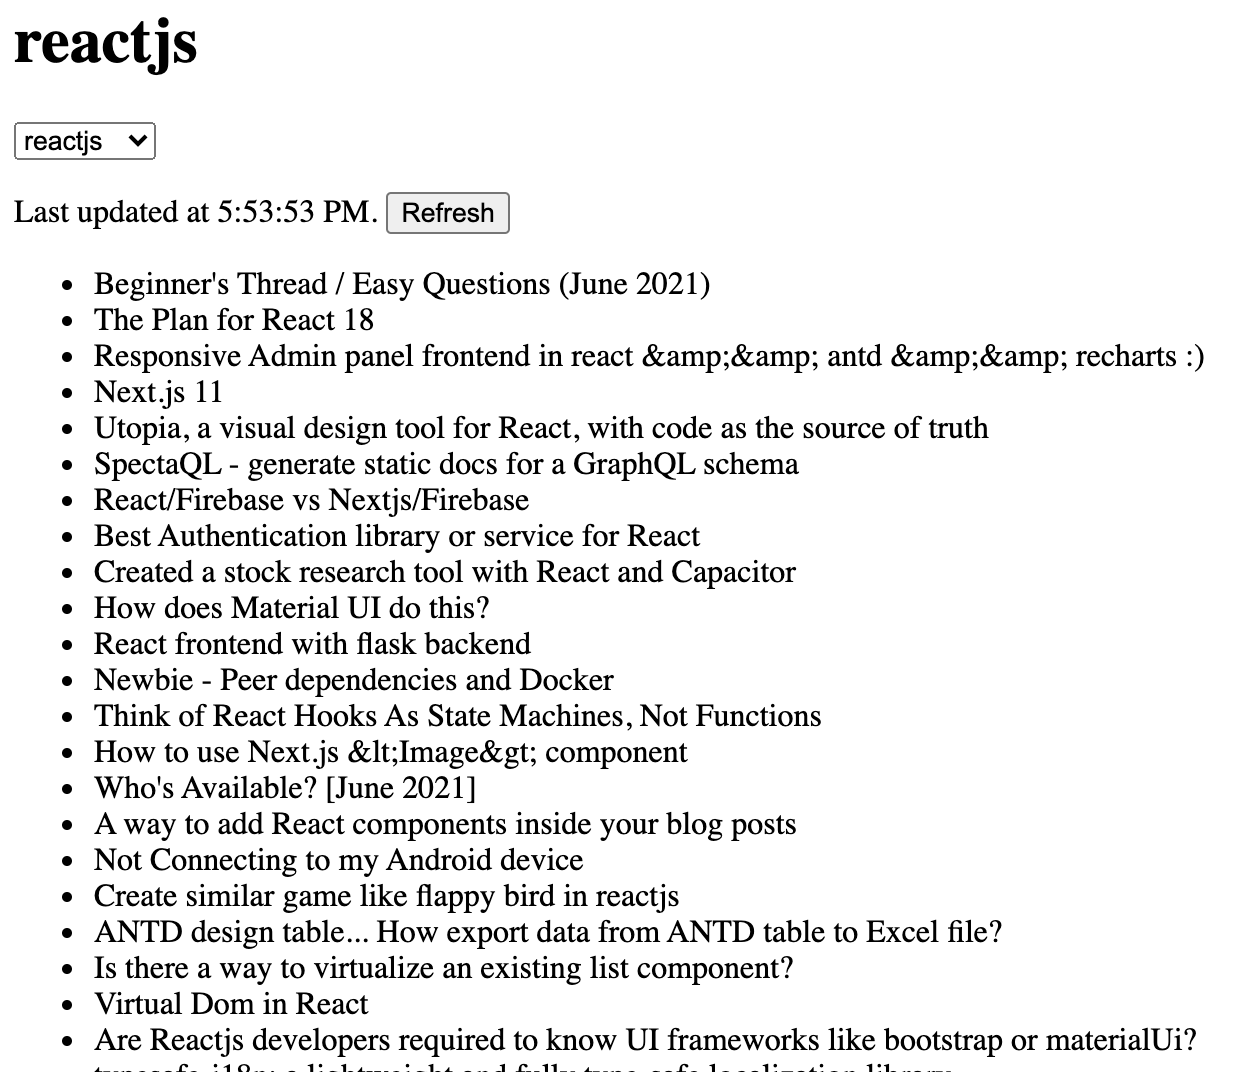 reactjs
reactjs
Last updated at 5:53:53 PM. Refresh
Beginner's Thread / Easy Questions (June 2021)
The Plan for React 18
Responsive Admin panel frontend in react &amp;&amp; antd &amp;&amp; recharts :)
Next.js 11
Utopia, a visual design tool for React, with code as the source of truth
SpectaQL - generate static docs for a GraphQL schema
React/Firebase vs Nextjs/Firebase
Best Authentication library or service for React
Created a stock research tool with React and Capacitor
How does Material UI do this?
React frontend with flask backend
Newbie - Peer dependencies and Docker
Think of React Hooks As State Machines, Not Functions
How to use Next.js &lt;Image&gt; component
Who's Available? [June 2021]
A way to add React components inside your blog posts
Not Connecting to my Android device
Create similar game like flappy bird in reactjs
ANTD design table... How export data from ANTD table to Excel file?
Is there a way to virtualize an existing list component?
Virtual Dom in React
Are Reactjs developers required to know UI frameworks like bootstrap or materialUi?
typesafe-i18n: a lightweight and fully type-safe localization library